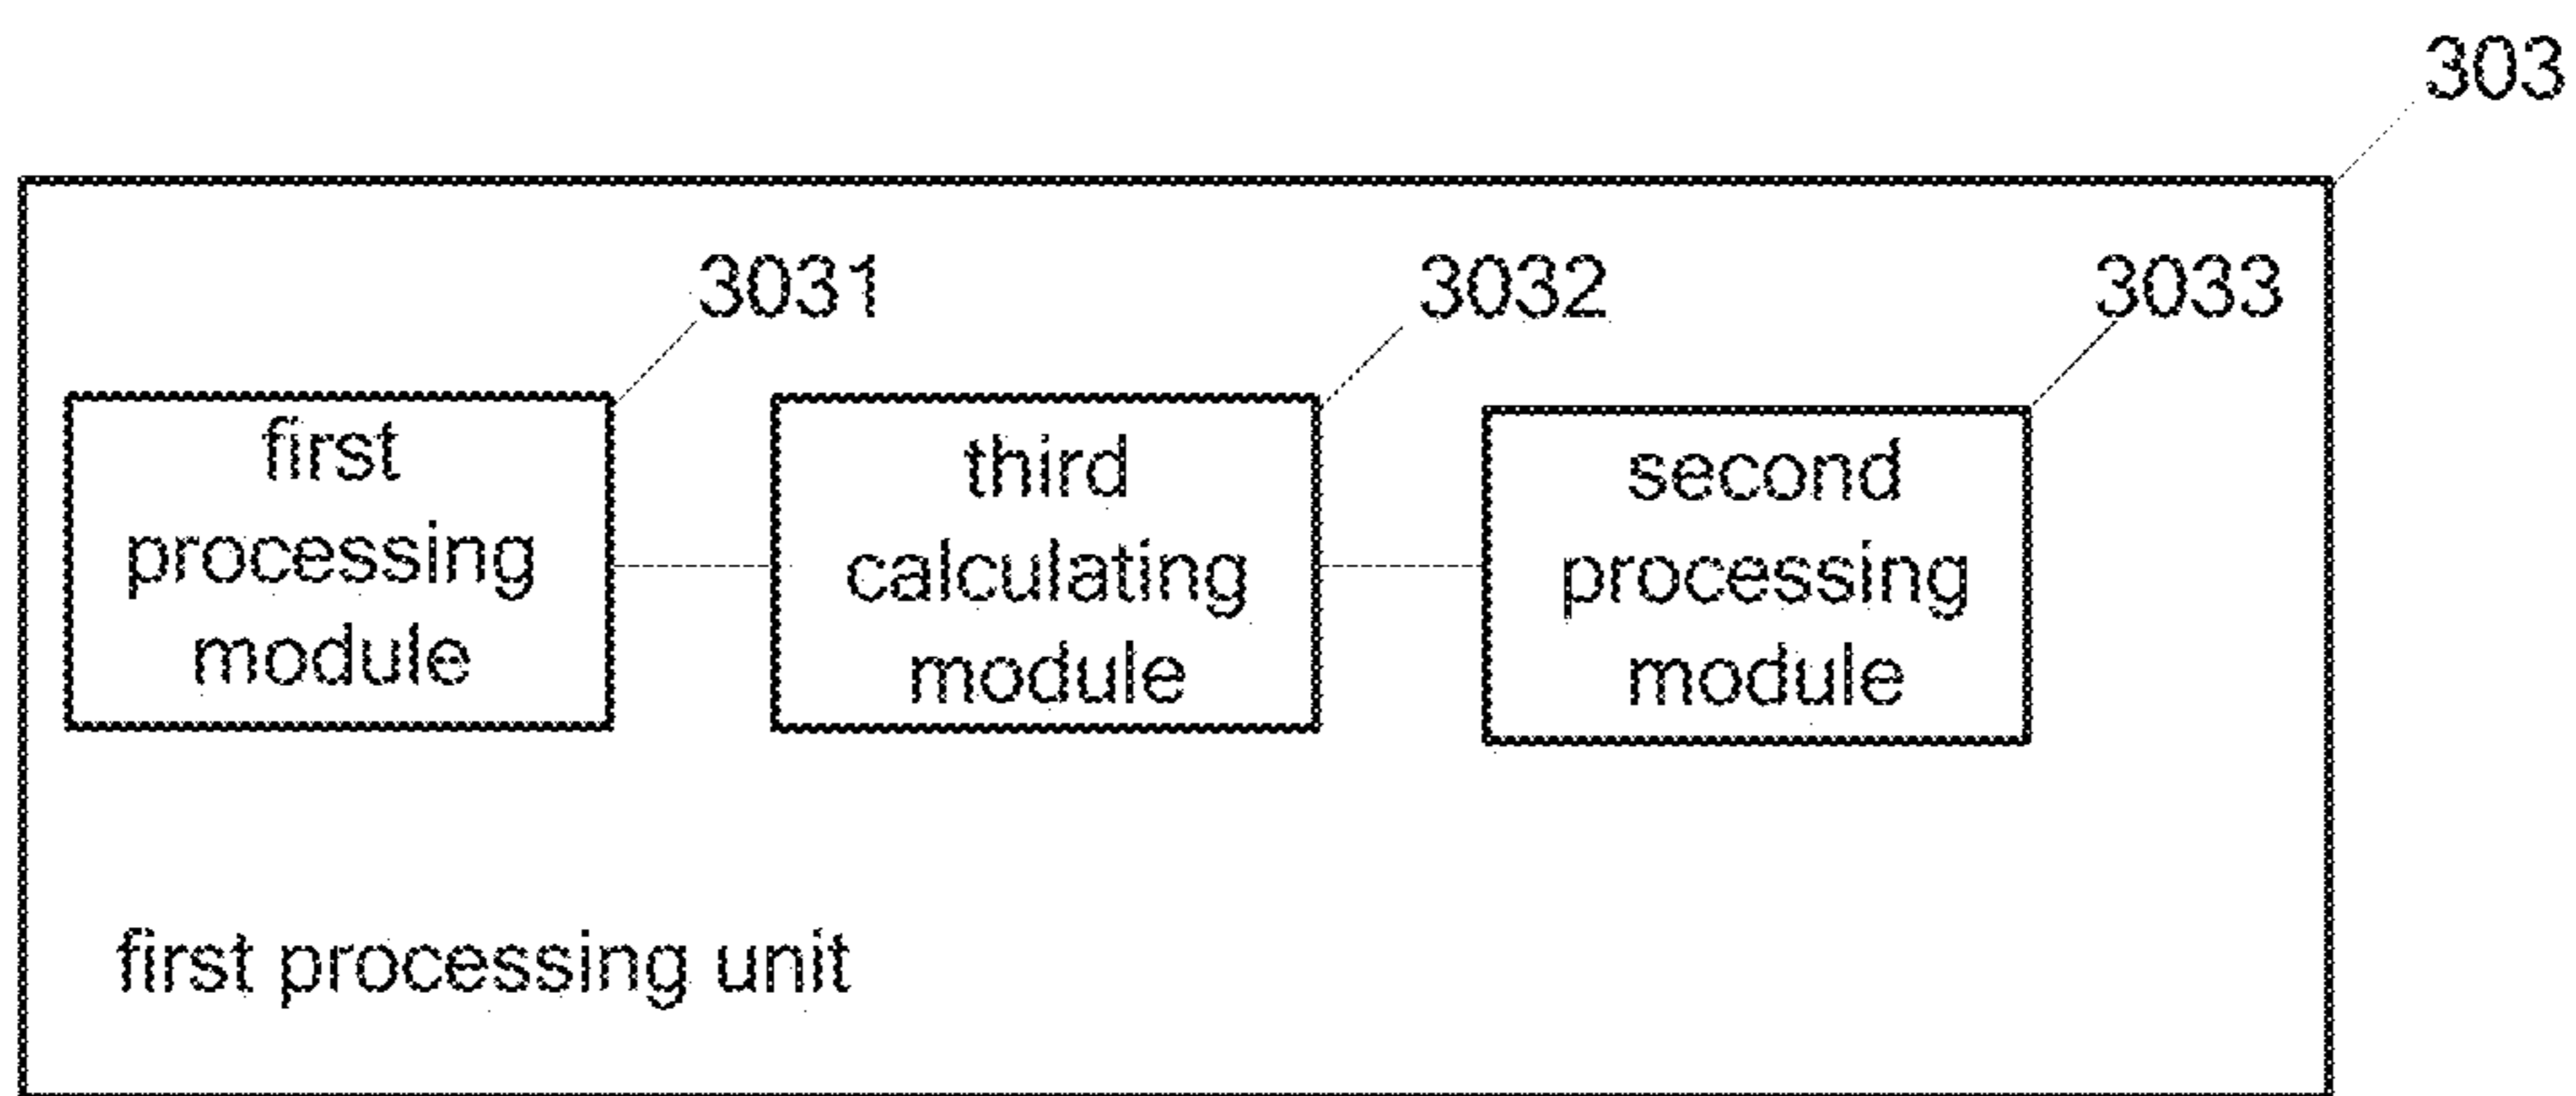 303
3031
3032
3033
first
processing
module
third
calculating
module
second
processing
module
first processing unit